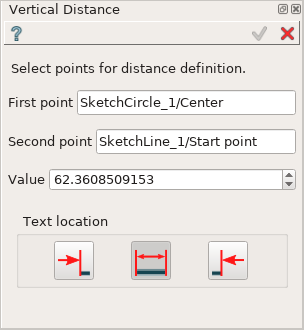 Vertical Distance
?
Select points for distance definition.
First point SketchCircle_1/Center
Second point SketchLine_1/Start point
Value 62.3608509153
Text location